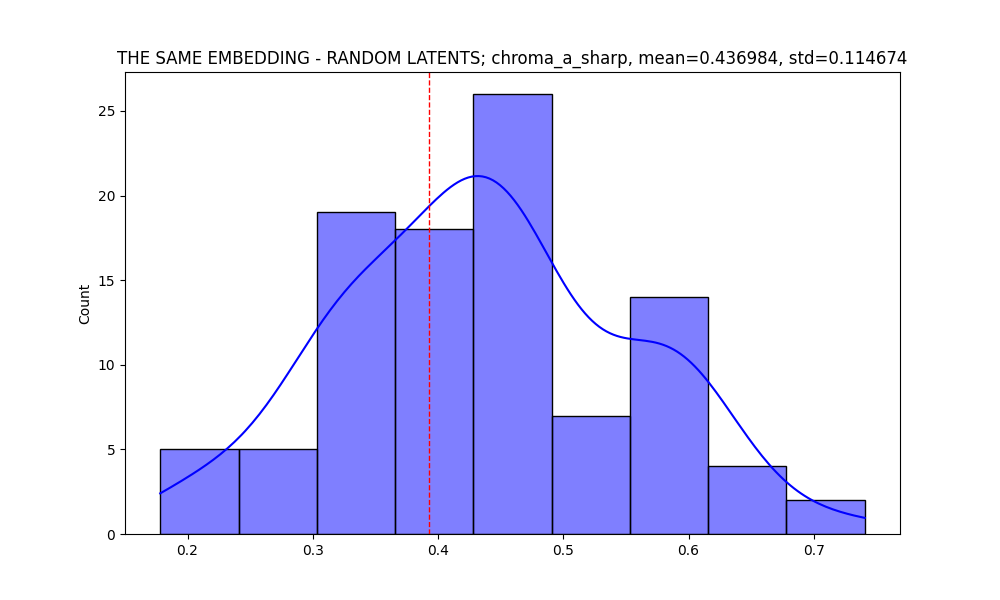 THE SAME EMBEDDING - RANDOM LATENTS; chroma_a_sharp, mean=0.436984, std=0.114674
25
20
15
10
5
0
Count
0.2 0.3 0.4 0.5 0.6 0.7